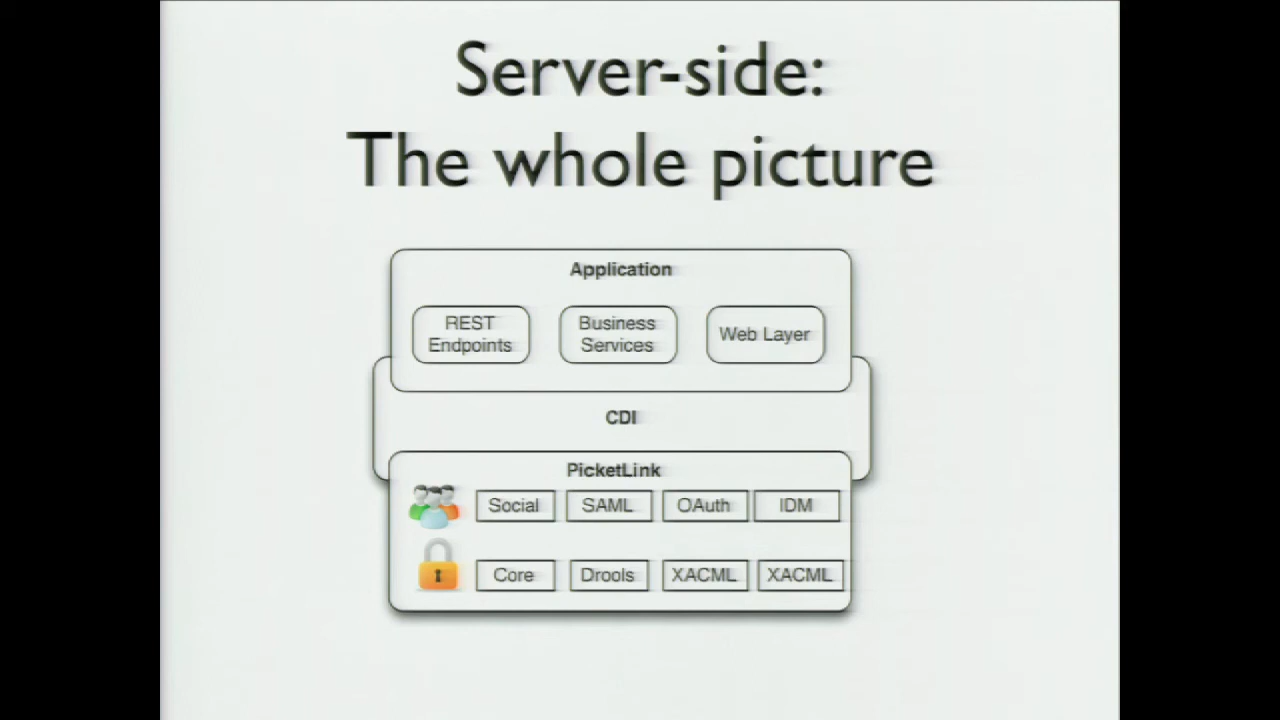 Server-side:
The whole picture
Application
REST
Endpoints
Business
Services
Web Layer
CDI
PicketLink
Social
SAML
OAuth
IDM
Core
Drools
XACML
XACML